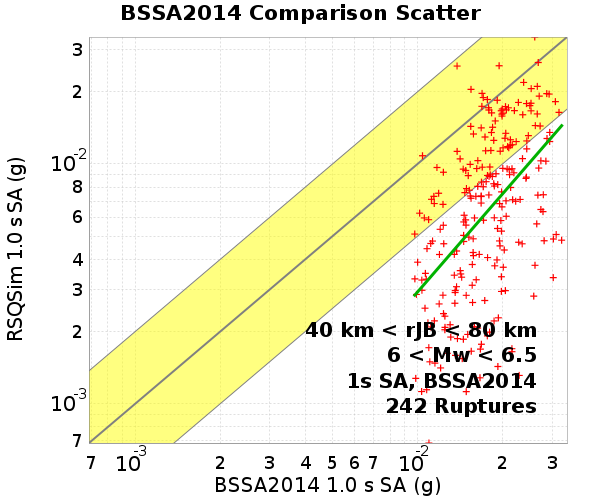 BSSA2014 Comparison Scatter
RSQSim 1.0 s SA (g)
3
2
10-2
8
6
4
3
2
10-3
7
40 km < rJB < 80 km
6 < Mw < 6.5
1s SA, BSSA2014
242 Ruptures
7 10-3 2 3 4 5 6 7 10-2 2 3
BSSA2014 1.0 s SA (g)